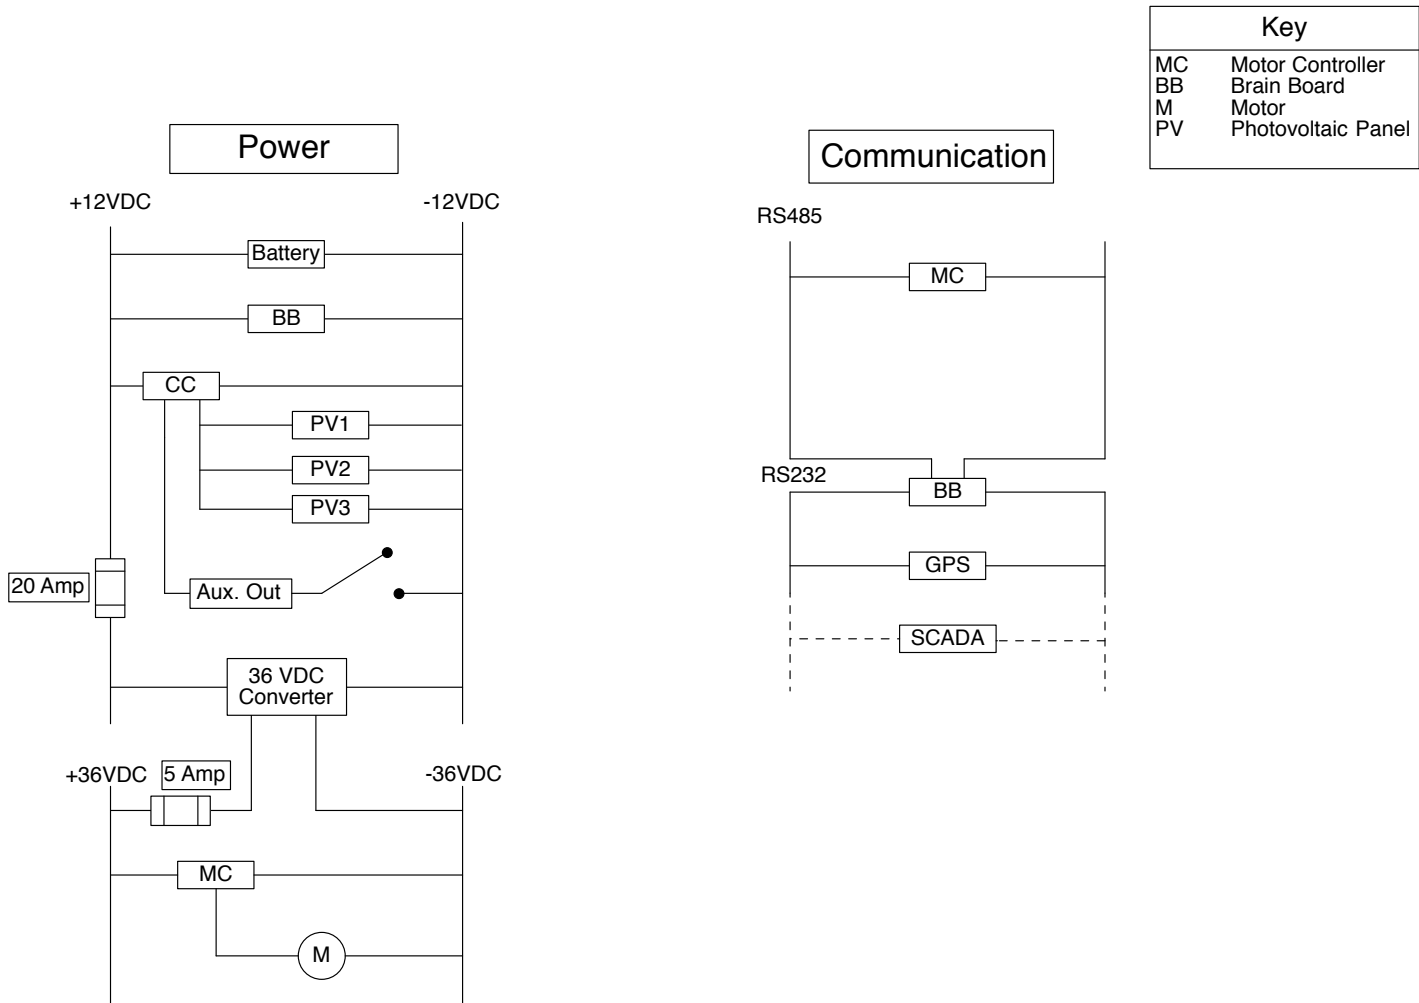 Key
MC Motor Controller
BB Brain Board
M Motor
PV Photovoltaic Panel
Power
+12VDC -12VDC
Battery
BB
CC
PV1
PV2
PV3
20 Amp
Aux. Out
36 VDC
Converter
+36VDC 5 Amp -36VDC
MC
M
Communication
RS485
MC
RS232
BB
GPS
SCADA